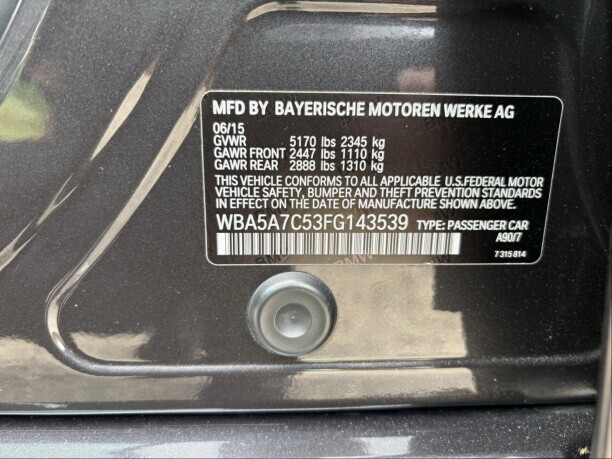 MFD BY BAYERISCHE MOTOREN WERKE AG
06/15
GVWR 5170 lbs 2345 kg
GAWR FRONT 2447 lbs 1110 kg
GAWR REAR 2888 lbs 1310 kg
THIS VEHICLE CONFORMS TO ALL APPLICABLE U.S.FEDERAL MOTOR
VEHICLE SAFETY, BUMPER, AND THEFT PREVENTION STANDARDS
IN EFFECT ON THE DATE OF MANUFACTURE SHOWN ABOVE.
WBA5A7C53FG143539 TYPE: PASSENGER CAR
A90/7
7 315 814